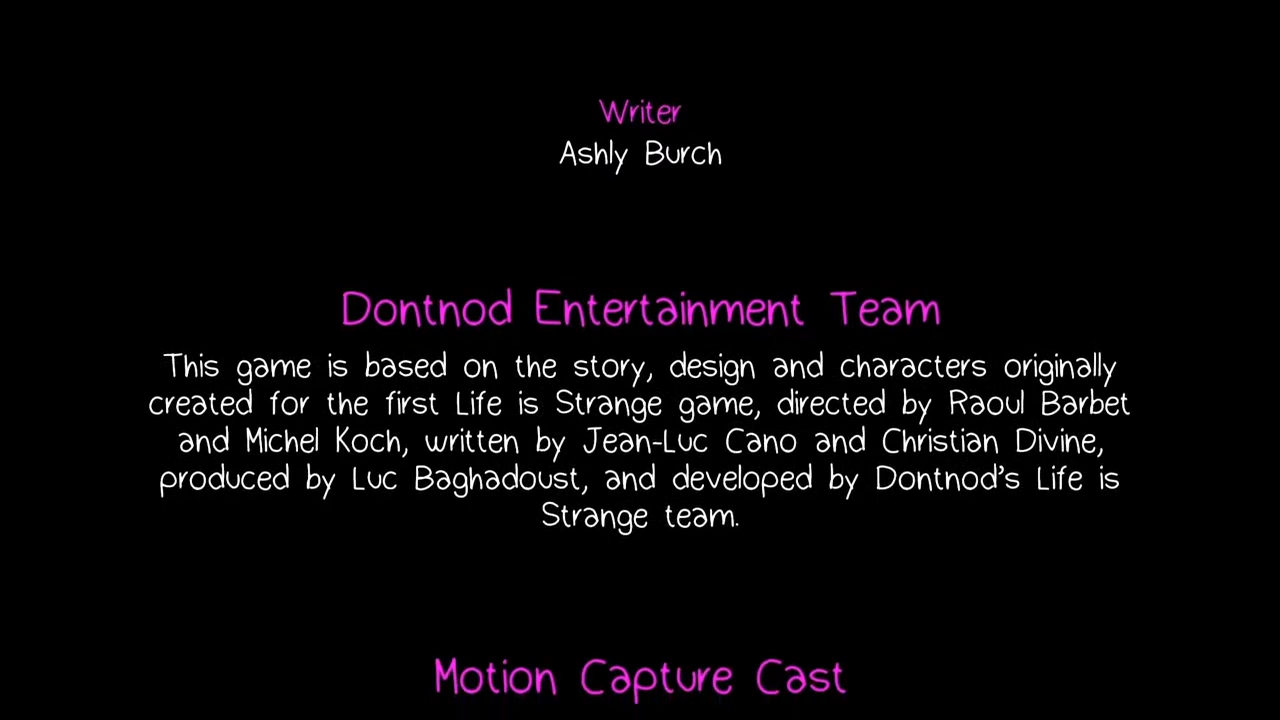 Writer
Ashly Burch
Dontnod Entertainment Team
This game is based on the story, design and characters originally
created for the first Life is Strange game, directed by Raoul Barbet
and Michel Koch, written by Jean-Luc Cano and Christian Divine,
produced by Luc Baghadoust, and developed by Dontnod's Life is
Strange team.
Motion Capture Cast